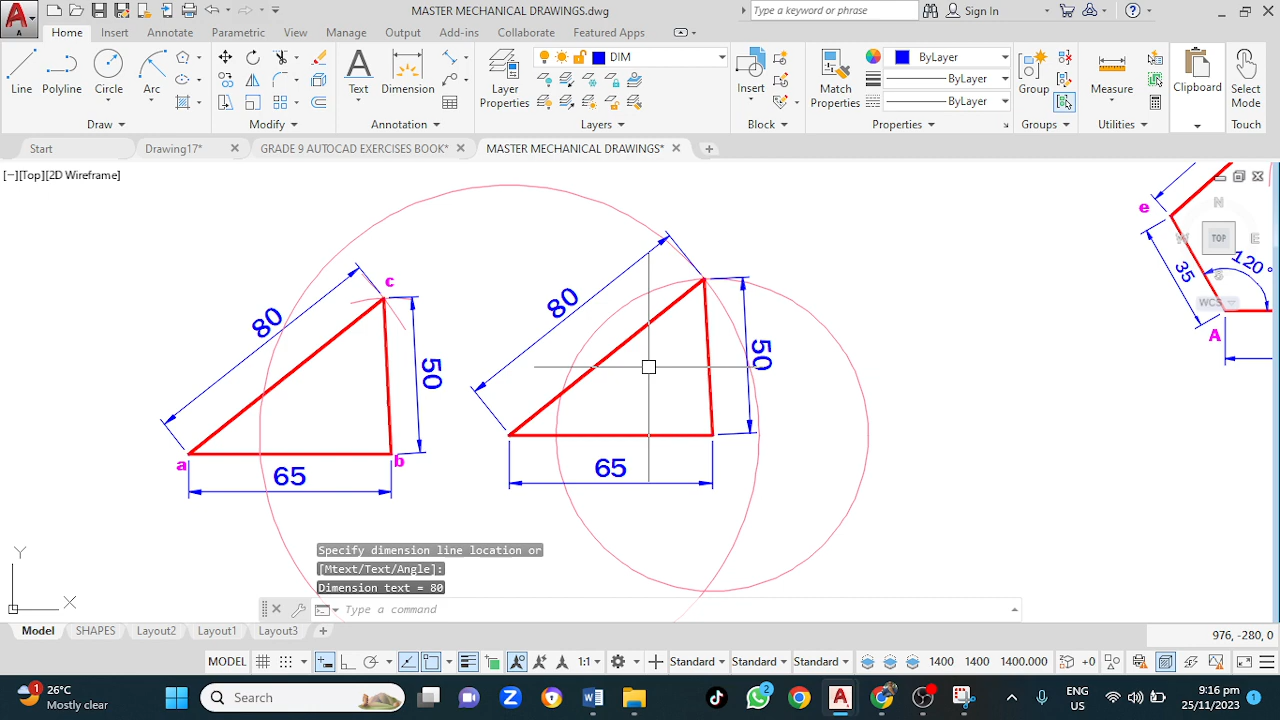 MASTER MECHANICAL DRAWINGS.dwg
Type a keyword or phrase
Sign In
Home Insert Annotate Parametric View Manage Output Add-ins Collaborate Featured Apps
Line Polyline Circle Arc
Draw
Modify
Text Dimension
Annotation
Layer Properties
DIM
Layers
Insert
Block
Match Properties
ByLayer
ByLayer
ByLayer
Properties
Group
Groups
Measure
Utilities
Clipboard
Select Mode
Touch
Start Drawing17* GRADE 9 AUTOCAD EXERCISES BOOK* MASTER MECHANICAL DRAWINGS*
[−][Top][2D Wireframe]
N
W TOP E
S
WCS
e
35
120°
A
c
80
50
a
b
65
80
50
65
Specify dimension line location or
[Mtext/Text/Angle]:
Dimension text = 80
Type a command
Y
X
Model SHAPES Layout2 Layout1 Layout3
976, -280, 0
MODEL 1:1 Standard Standard Standard 1400 1400 1400.000 +0
1
26°C
Mostly clear
Search
2
ENG
US
9:16 pm
25/11/2023
1